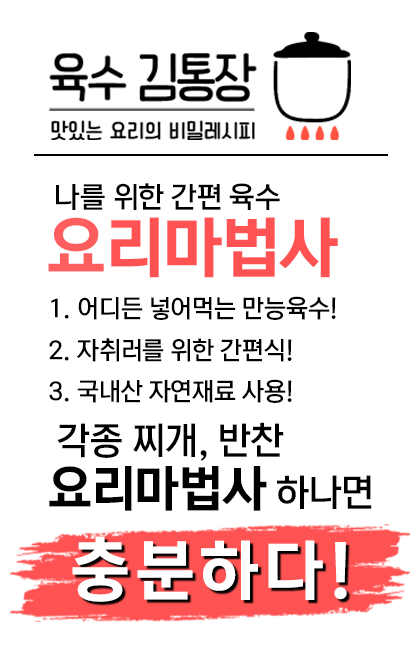 육수 김통장
맛있는 요리의 비밀레시피
나를 위한 간편 육수
요리마법사
1. 어디든 넣어먹는 만능육수!
2. 자취러를 위한 간편식!
3. 국내산 자연재료 사용!
각종 찌개, 반찬
요리마법사 하나면
충분하다!